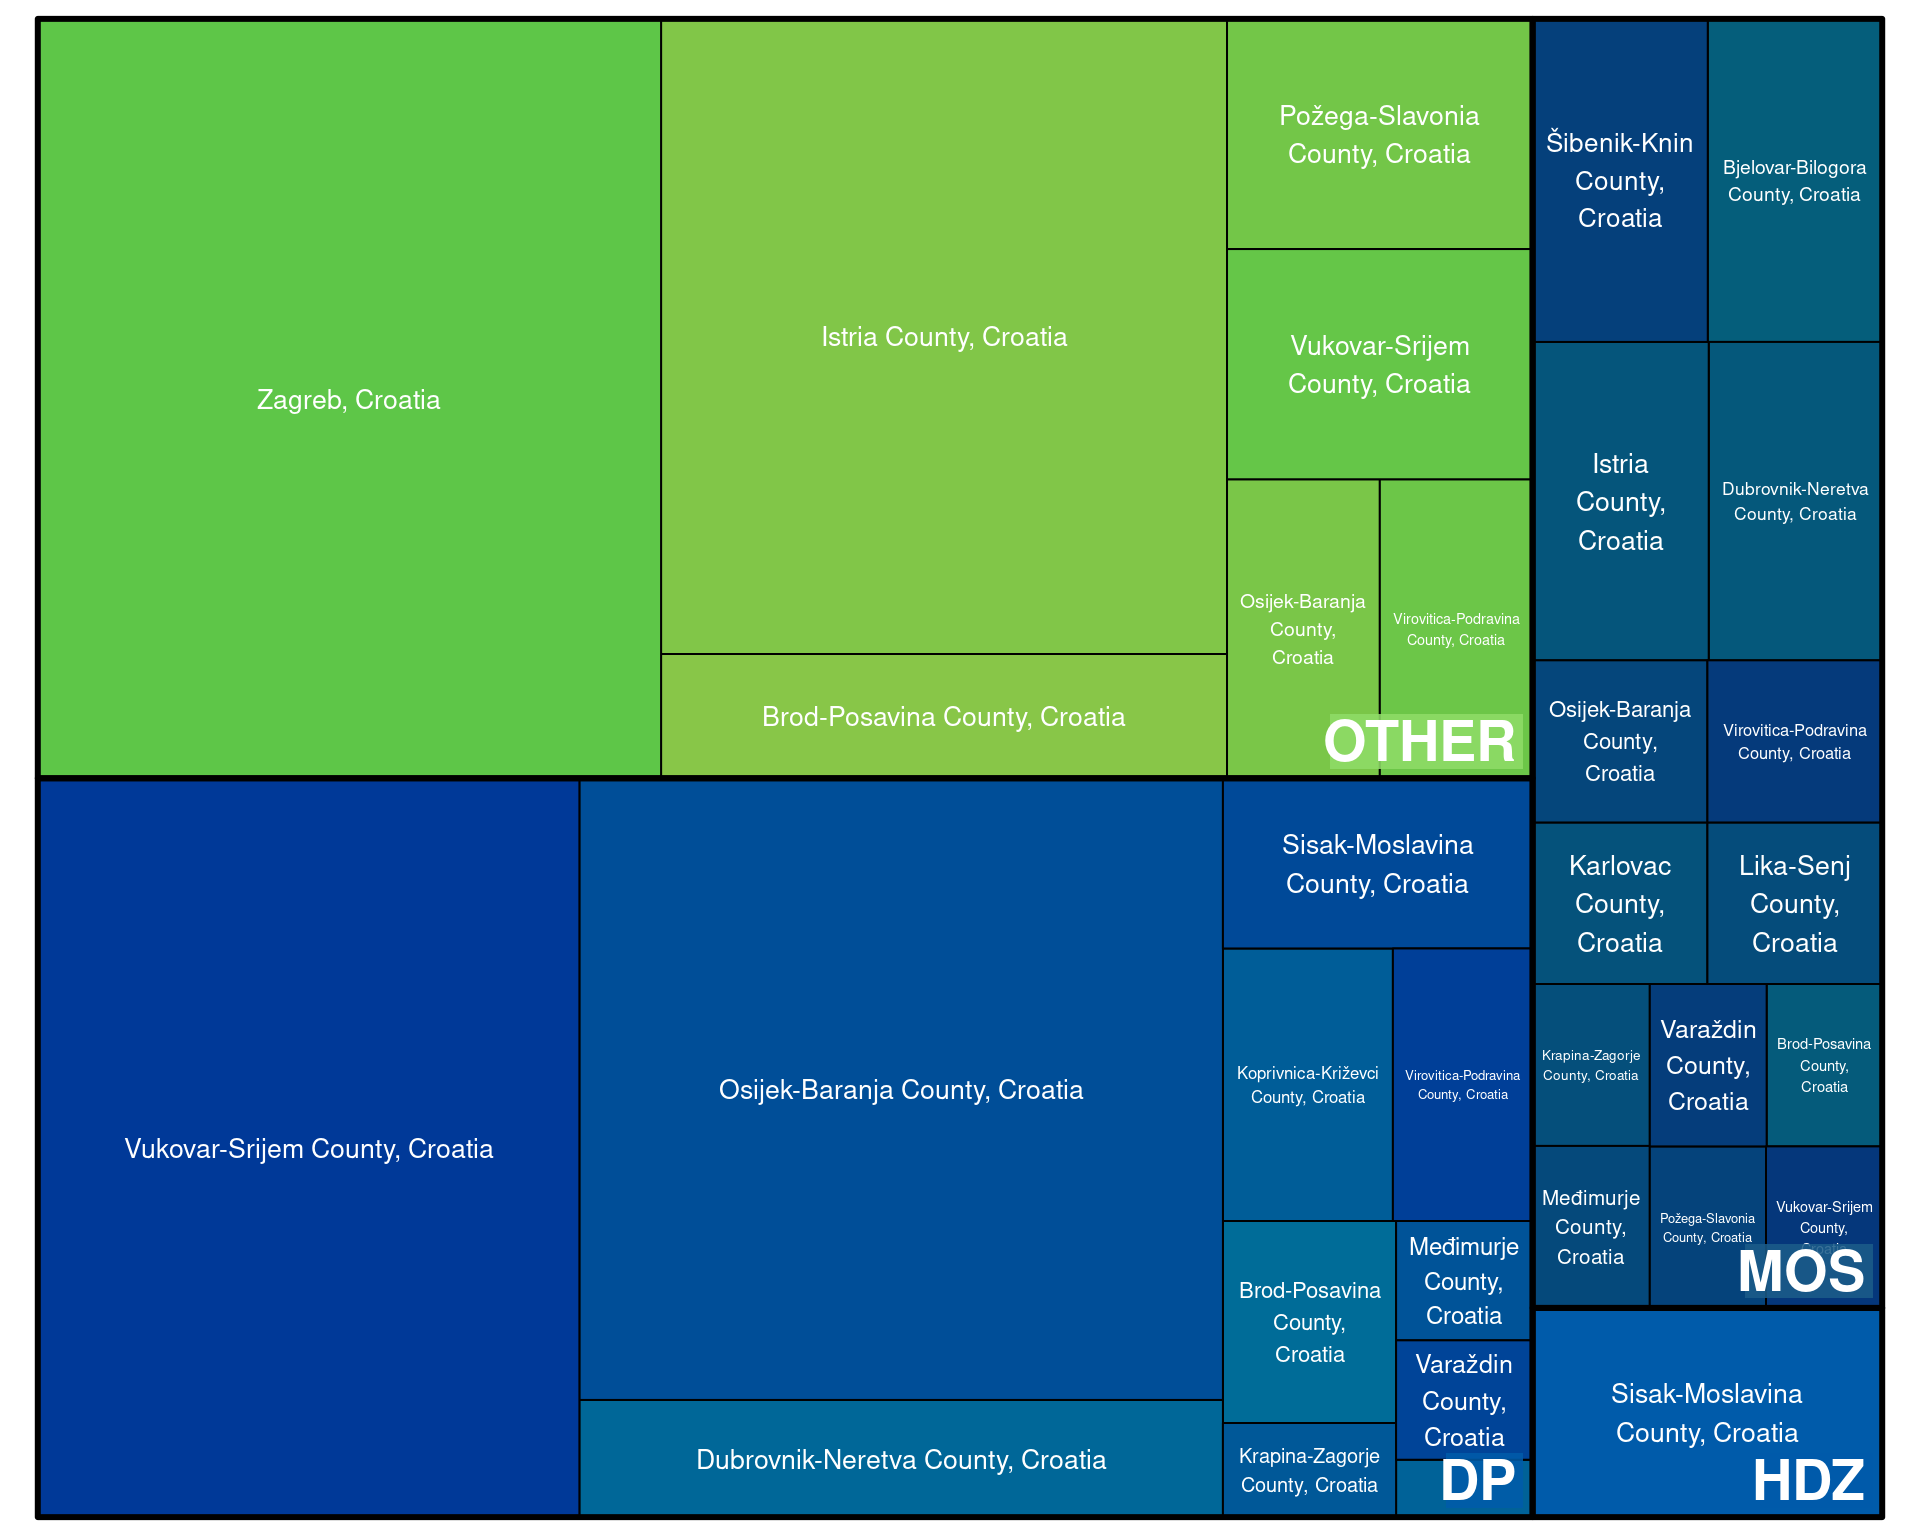 Zagreb, Croatia
Istria County, Croatia
Brod-Posavina County, Croatia
Požega-Slavonia
County, Croatia
Vukovar-Srijem
County, Croatia
Osijek-Baranja
County,
Croatia
Virovitica-Podravina
County, Croatia
OTHER
Vukovar-Srijem County, Croatia
Osijek-Baranja County, Croatia
Dubrovnik-Neretva County, Croatia
Sisak-Moslavina
County, Croatia
Koprivnica-Križevci
County, Croatia
Virovitica-Podravina
County, Croatia
Brod-Posavina
County,
Croatia
Međimurje
County,
Croatia
Varaždin
County,
Croatia
Krapina-Zagorje
County, Croatia
DP
Šibenik-Knin
County,
Croatia
Bjelovar-Bilogora
County, Croatia
Istria
County,
Croatia
Dubrovnik-Neretva
County, Croatia
Osijek-Baranja
County,
Croatia
Virovitica-Podravina
County, Croatia
Karlovac
County,
Croatia
Lika-Senj
County,
Croatia
Krapina-Zagorje
County, Croatia
Varaždin
County,
Croatia
Brod-Posavina
County,
Croatia
Međimurje
County,
Croatia
Požega-Slavonia
County, Croatia
Vukovar-Srijem
County,
MOS
Sisak-Moslavina
County, Croatia
HDZ